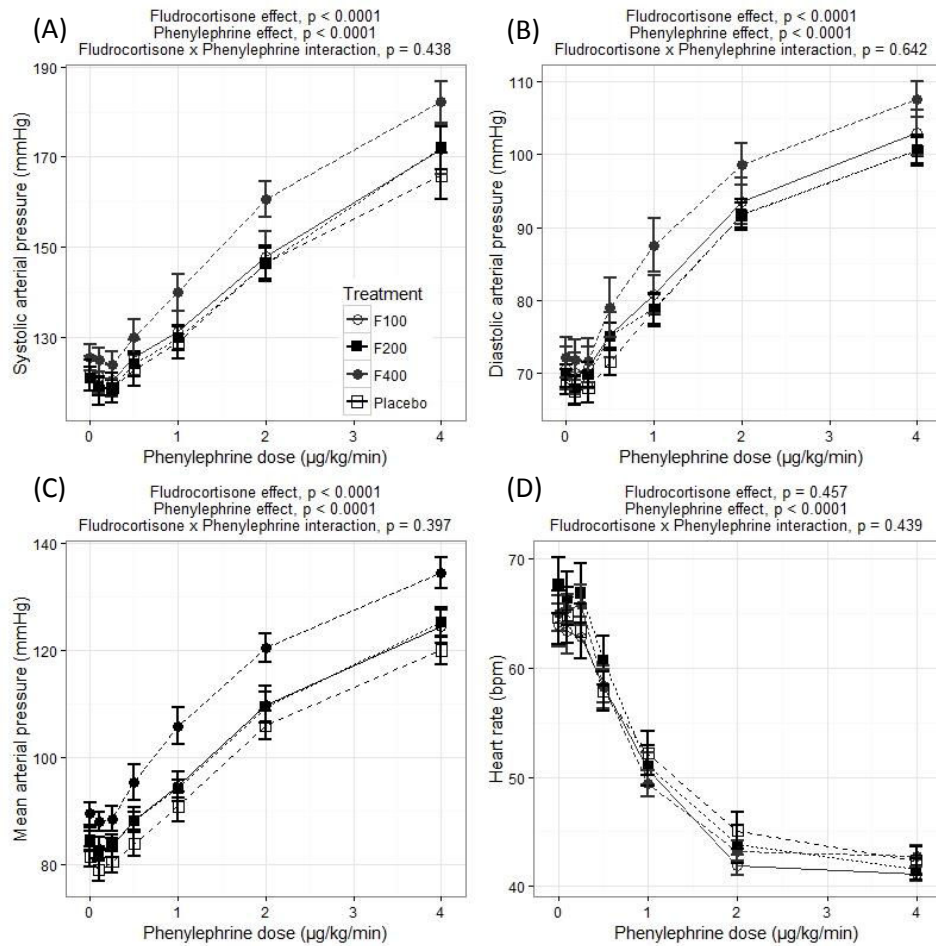 (A)
Fludrocortisone effect, p < 0.0001
Phenylephrine effect, p < 0.0001
Fludrocortisone x Phenylephrine interaction, p = 0.438
190
170
150
130
Systolic arterial pressure (mmHg)
Treatment
F100
F200
F400
Placebo
0 1 2 3 4
Phenylephrine dose (µg/kg/min)
(B)
Fludrocortisone effect, p < 0.0001
Phenylephrine effect, p < 0.0001
Fludrocortisone x Phenylephrine interaction, p = 0.642
110
100
90
80
70
Diastolic arterial pressure (mmHg)
0 1 2 3 4
Phenylephrine dose (µg/kg/min)
(C)
Fludrocortisone effect, p < 0.0001
Phenylephrine effect, p < 0.0001
Fludrocortisone x Phenylephrine interaction, p = 0.397
140
120
100
80
Mean arterial pressure (mmHg)
0 1 2 3 4
Phenylephrine dose (µg/kg/min)
(D)
Fludrocortisone effect, p = 0.457
Phenylephrine effect, p < 0.0001
Fludrocortisone x Phenylephrine interaction, p = 0.439
70
60
50
40
Heart rate (bpm)
0 1 2 3 4
Phenylephrine dose (µg/kg/min)